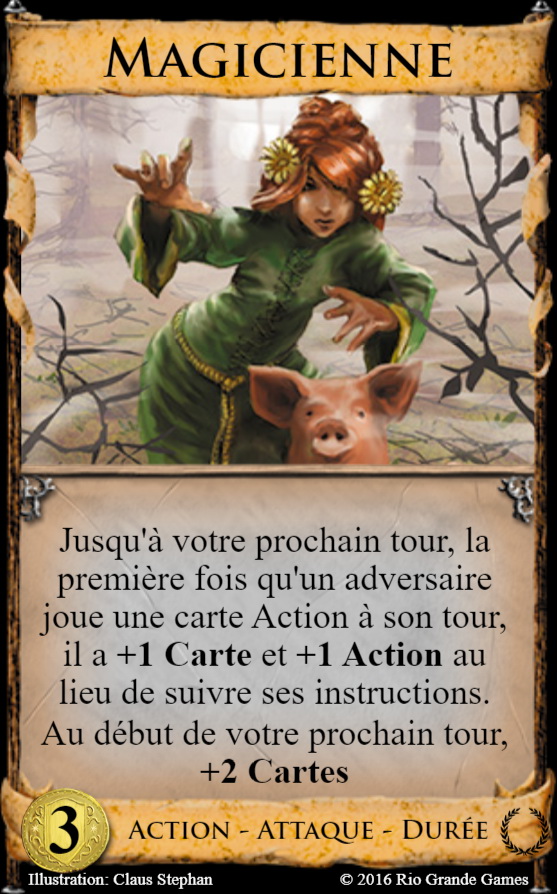 Magicienne
Jusqu'à votre prochain tour, la
première fois qu'un adversaire
joue une carte Action à son tour,
il a +1 Carte et +1 Action au
lieu de suivre ses instructions.
Au début de votre prochain tour,
+2 Cartes
3
Action - Attaque - Durée
Illustration: Claus Stephan
© 2016 Rio Grande Games